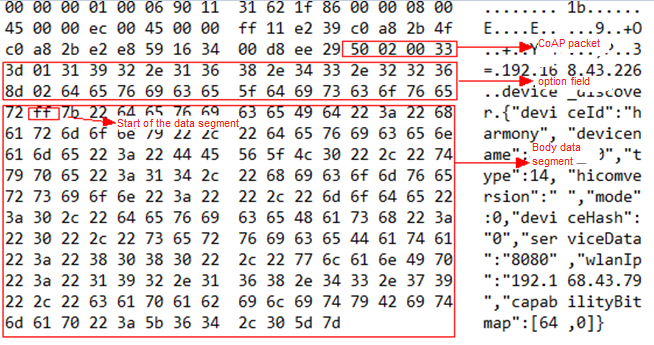 00 00 00 01 00 06 90 11 31 62 1f 86 00 00 08 00 ........ 1b......
45 00 00 ec 00 45 00 00 ff 11 e2 39 c0 a8 2b 4f E....E.. ...9..+O
c0 a8 2b e2 e8 59 16 34 00 d8 ee 29 50 02 00 33 ..+..Y ...3 CoAP packet
3d 01 31 39 32 2e 31 36 38 2e 34 33 2e 32 32 36 =.192.16 8.43.226
option field
8d 02 64 65 76 69 63 65 5f 64 69 73 63 6f 76 65 ..device _discove
72 ff 7b 22 64 65 76 69 63 65 49 64 22 3a 22 68 r.{"devi ceId":"h
Start of the data segment
61 72 6d 6f 6e 79 22 2c 22 64 65 76 69 63 65 6e armony", "devicen
61 6d 65 22 3a 22 44 45 56 5f 4c 30 22 2c 22 74 ame": 0","t
Body data segment
79 70 65 22 3a 31 34 2c 22 68 69 63 6f 6d 76 65 ype":14, "hicomve
72 73 69 6f 6e 22 3a 22 22 2c 22 6d 6f 64 65 22 rsion":" ","mode"
3a 30 2c 22 64 65 76 69 63 65 48 61 73 68 22 3a :0,"devi ceHash":
22 30 22 2c 22 73 65 72 76 69 63 65 44 61 74 61 "0","ser viceData
22 3a 22 38 30 38 30 22 2c 22 77 6c 61 6e 49 70 ":"8080" ,"wlanIp
22 3a 22 31 39 32 2e 31 36 38 2e 34 33 2e 37 39 ":"192.1 68.43.79
22 2c 22 63 61 70 61 62 69 6c 69 74 79 42 69 74 ","capab ilityBit
6d 61 70 22 3a 5b 36 34 2c 30 5d 7d map":[64 ,0]}